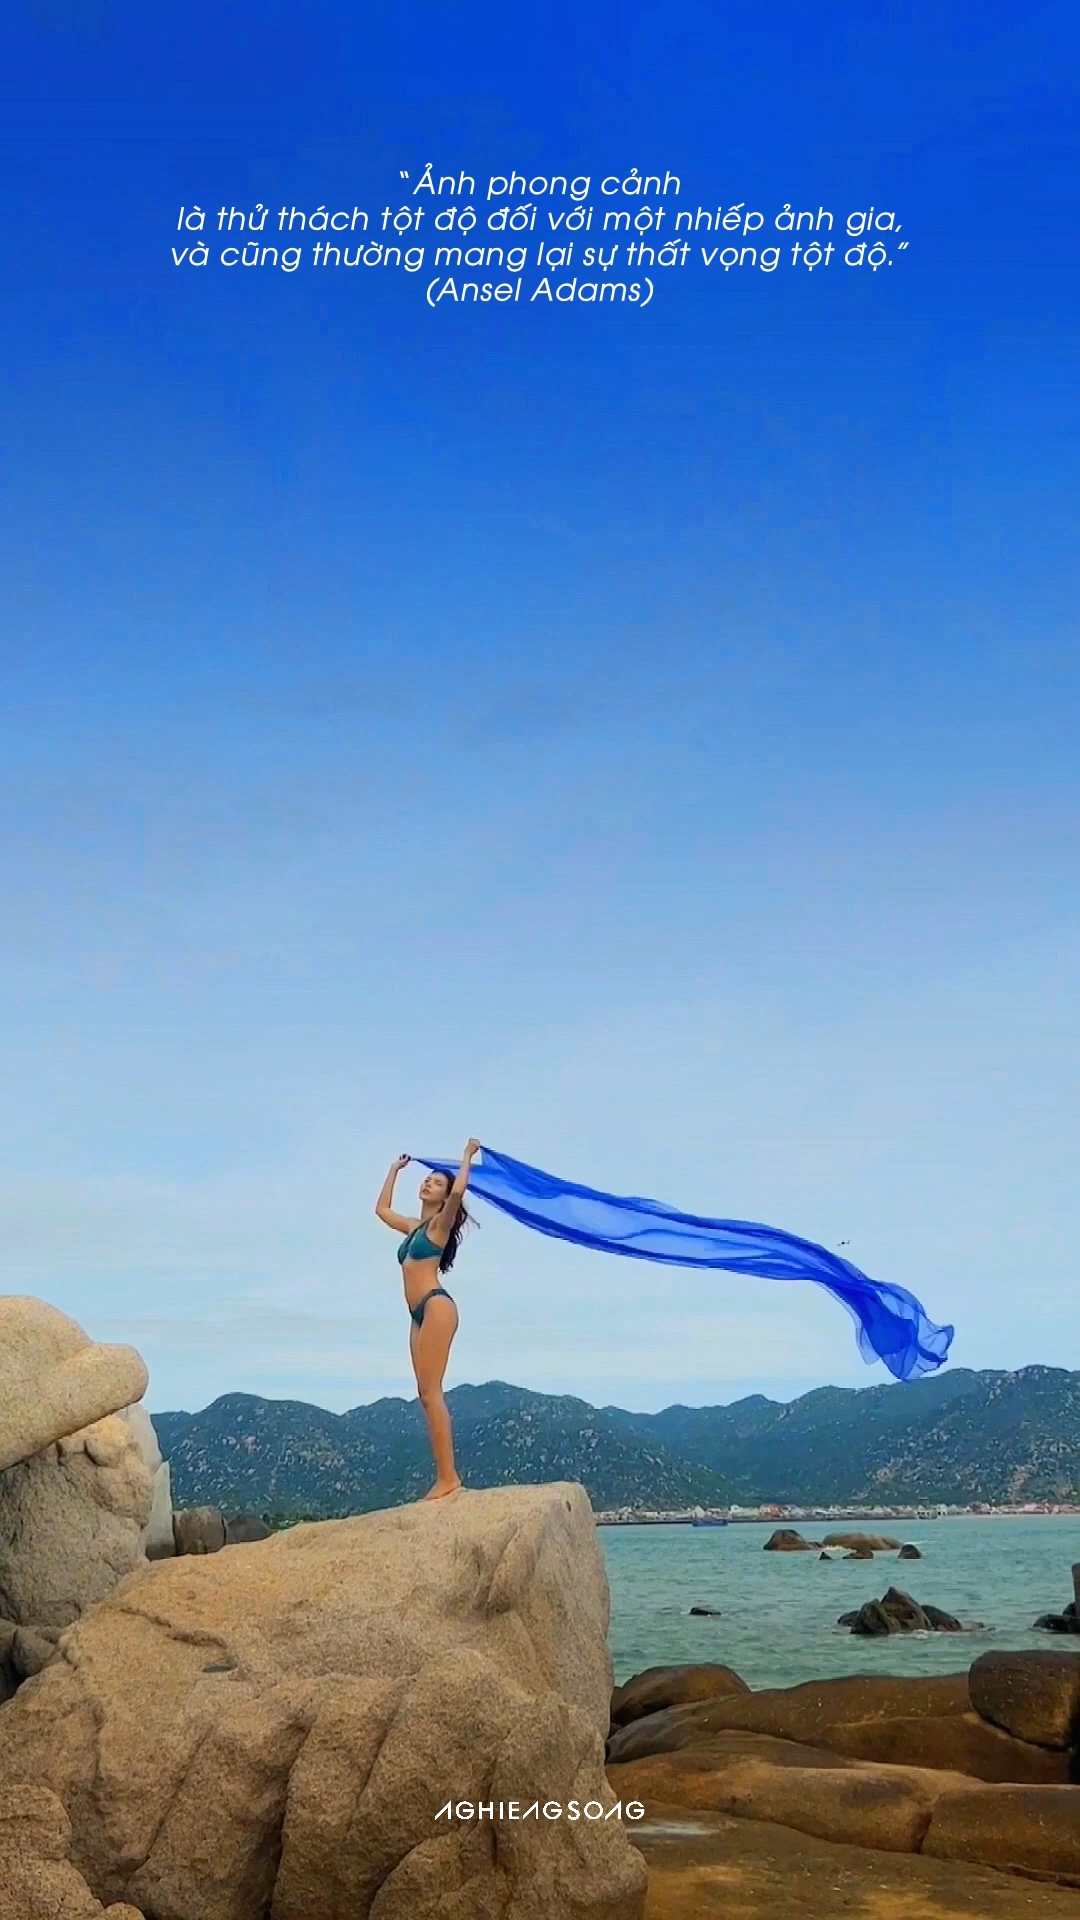 “Ảnh phong cảnh
là thử thách tột độ đối với một nhiếp ảnh gia,
và cũng thường mang lại sự thất vọng tột độ.”
(Ansel Adams)
NGHIENGSONG